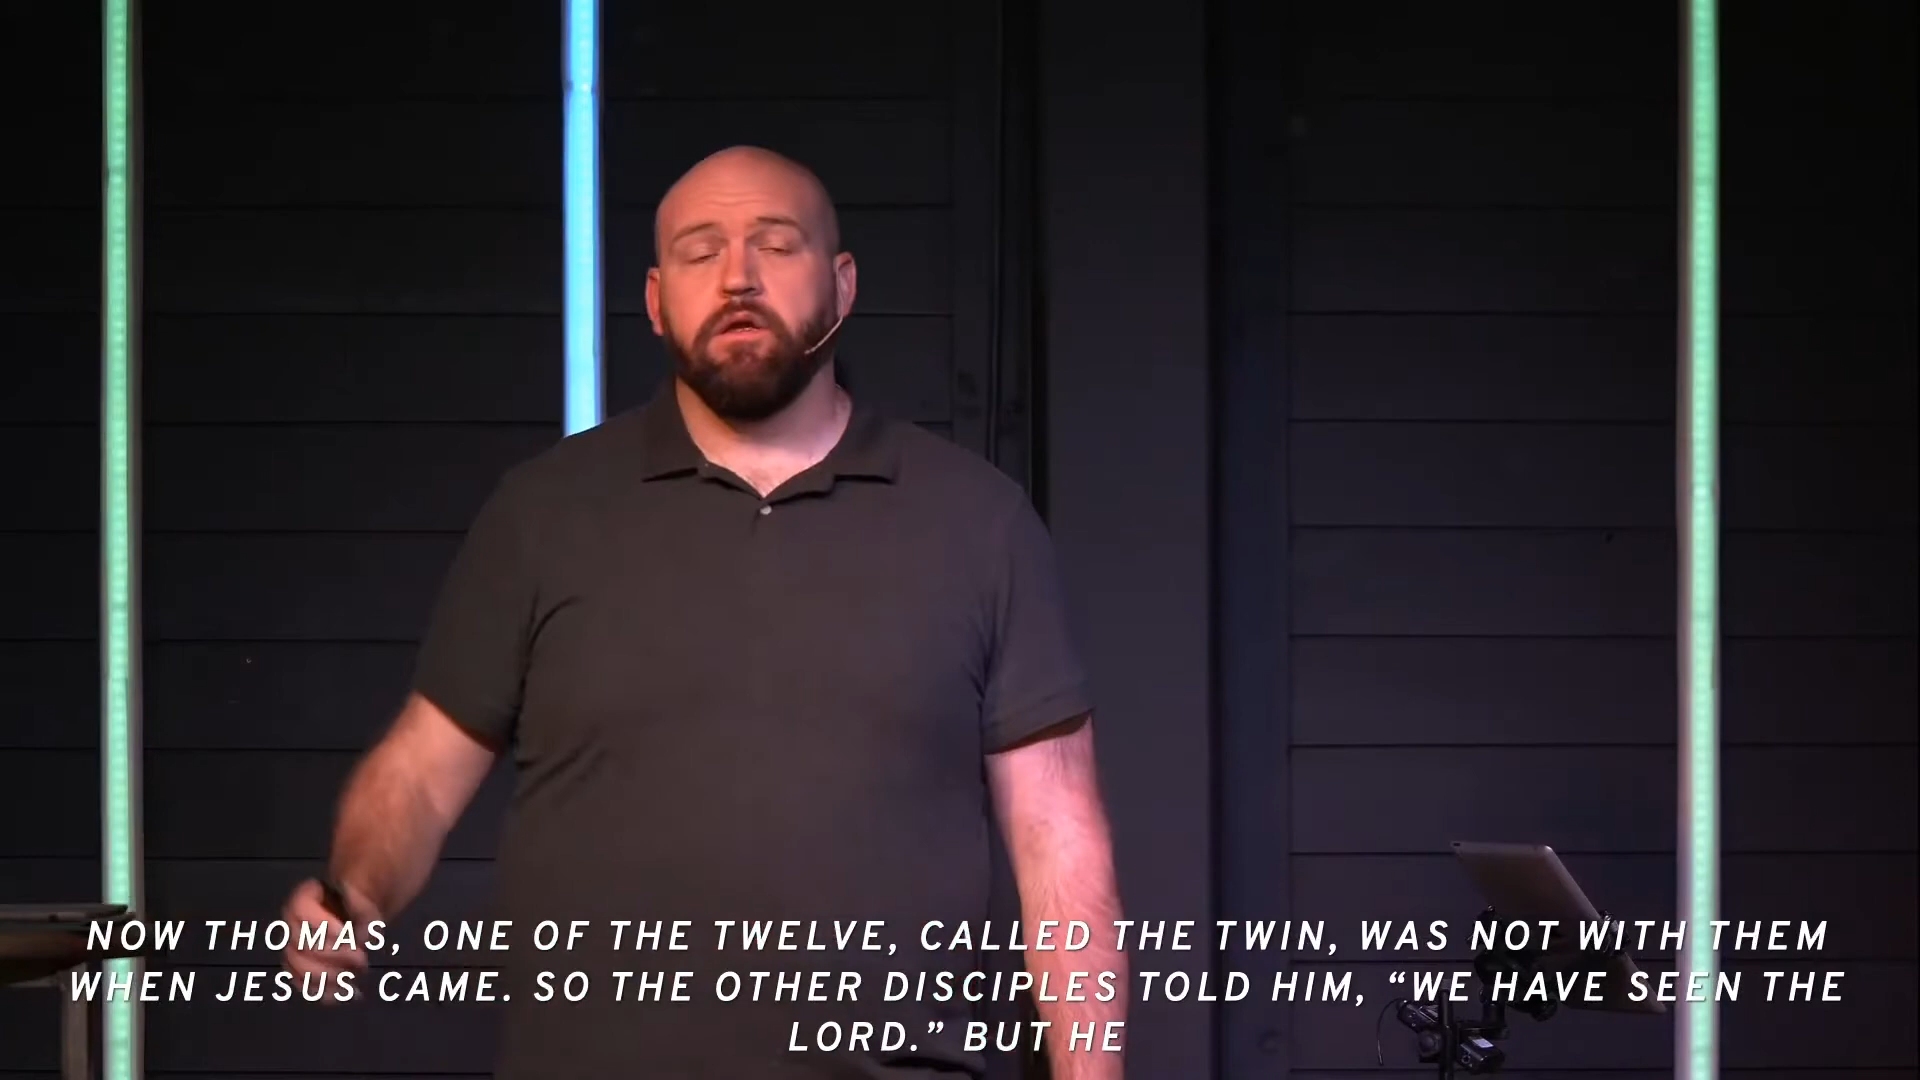 NOW THOMAS, ONE OF THE TWELVE, CALLED THE TWIN, WAS NOT WITH THEM
WHEN JESUS CAME. SO THE OTHER DISCIPLES TOLD HIM, “WE HAVE SEEN THE
LORD.” BUT HE